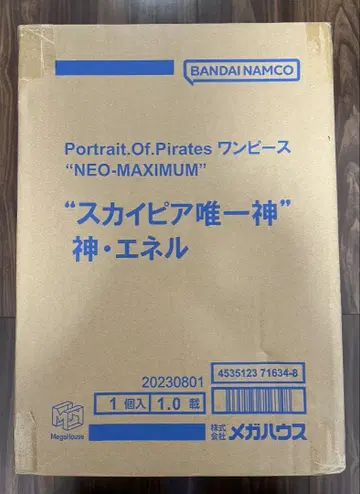 BANDAI NAMCO
Portrait.Of.Pirates ワンピース
“NEO-MAXIMUM”
“スカイピア唯一神”
神・エネル
4535123 71634-8
20230801
1 個入 1.0 載
MegaHouse
株式会社 メガハウス